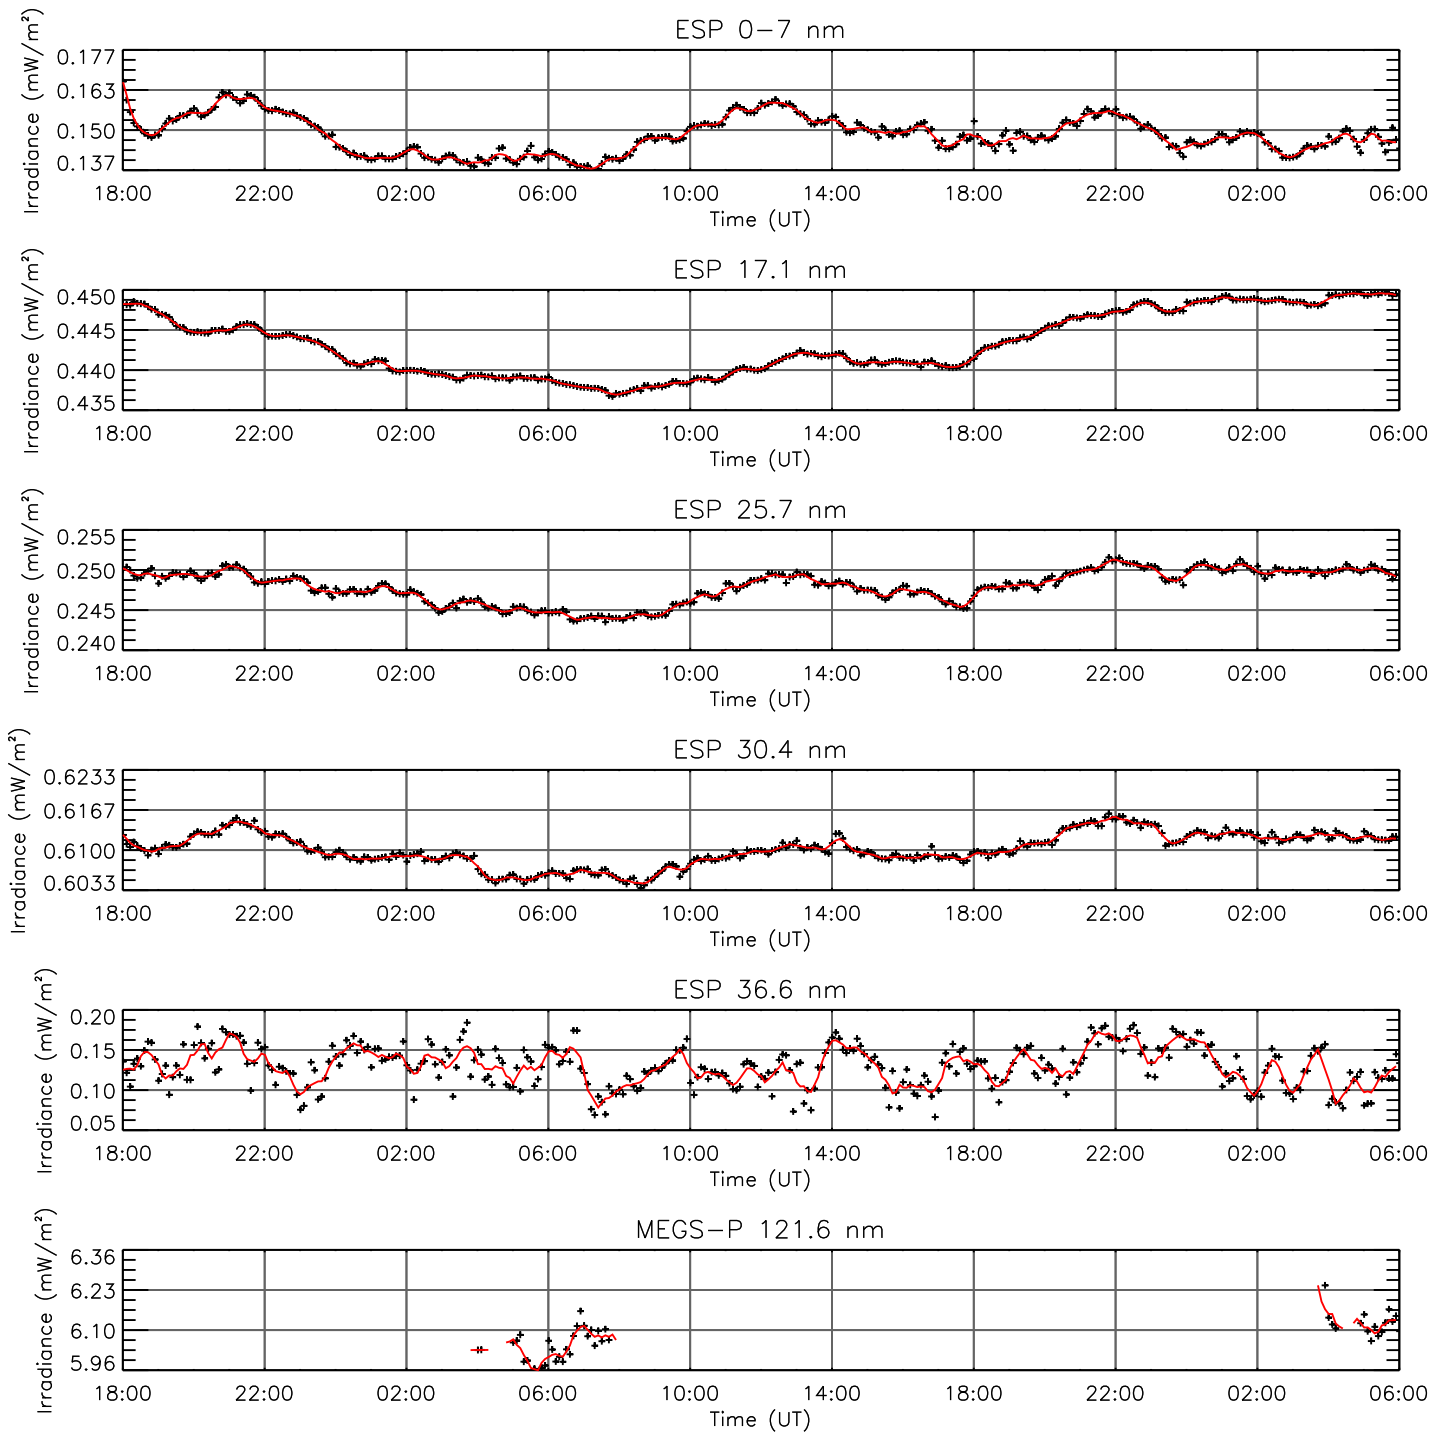 ESP 0-7 nm
Irradiance (mW/m²)
0.177
0.163
0.150
0.137
18:00 22:00 02:00 06:00 10:00 14:00 18:00 22:00 02:00 06:00
Time (UT)
ESP 17.1 nm
Irradiance (mW/m²)
0.450
0.445
0.440
0.435
18:00 22:00 02:00 06:00 10:00 14:00 18:00 22:00 02:00 06:00
Time (UT)
ESP 25.7 nm
Irradiance (mW/m²)
0.255
0.250
0.245
0.240
18:00 22:00 02:00 06:00 10:00 14:00 18:00 22:00 02:00 06:00
Time (UT)
ESP 30.4 nm
Irradiance (mW/m²)
0.6233
0.6167
0.6100
0.6033
18:00 22:00 02:00 06:00 10:00 14:00 18:00 22:00 02:00 06:00
Time (UT)
ESP 36.6 nm
Irradiance (mW/m²)
0.20
0.15
0.10
0.05
18:00 22:00 02:00 06:00 10:00 14:00 18:00 22:00 02:00 06:00
Time (UT)
MEGS-P 121.6 nm
Irradiance (mW/m²)
6.36
6.23
6.10
5.96
18:00 22:00 02:00 06:00 10:00 14:00 18:00 22:00 02:00 06:00
Time (UT)